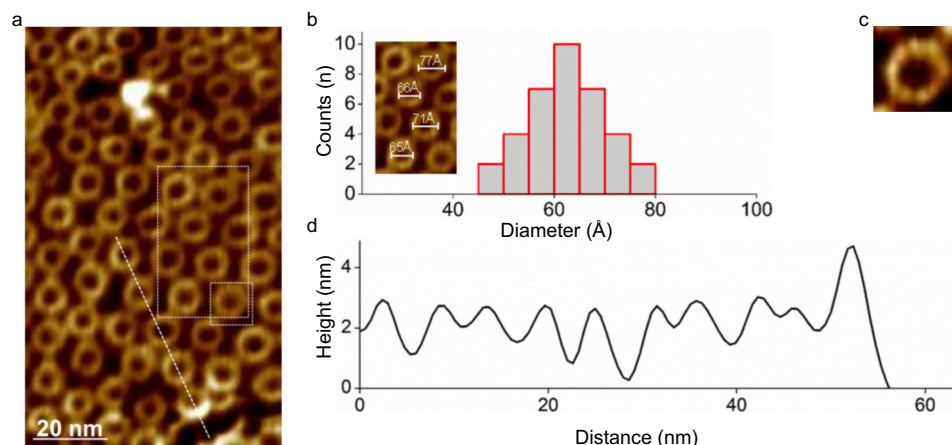 a
20 nm
b
Counts (n)
10
8
6
4
2
0
77Å
66Å
71Å
65Å
40
60
80
100
Diameter (Å)
c
d
Height (nm)
4
2
0
0
20
40
60
Distance (nm)